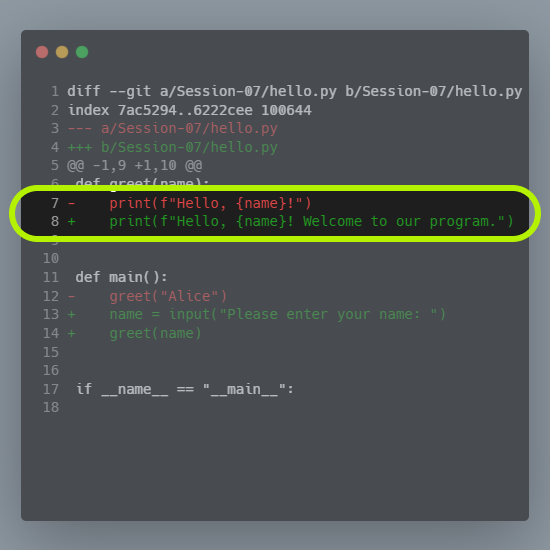 1 diff --git a/Session-07/hello.py b/Session-07/hello.py
2 index 7ac5294..6222cee 100644
3 --- a/Session-07/hello.py
4 +++ b/Session-07/hello.py
5 @@ -1,9 +1,10 @@
6  def greet(name):
7 -    print(f"Hello, {name}!")
8 +    print(f"Hello, {name}! Welcome to our program.")
9
10
11  def main():
12 -    greet("Alice")
13 +    name = input("Please enter your name: ")
14 +    greet(name)
15
16
17  if __name__ == "__main__":
18